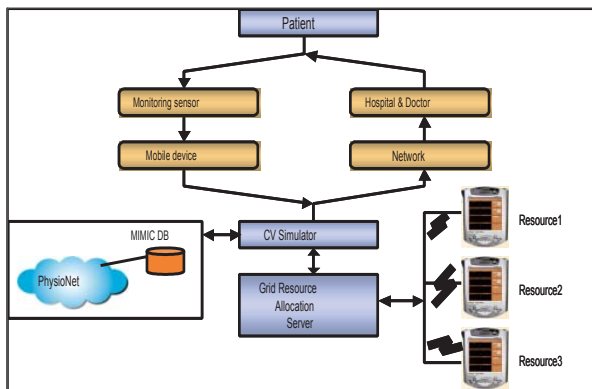 Patient
Monitoring sensor
Hospital & Doctor
Mobile device
Network
MIMIC DB
PhysioNet
CV Simulator
Grid Resource
Allocation
Server
Resource1
Resource2
Resource3